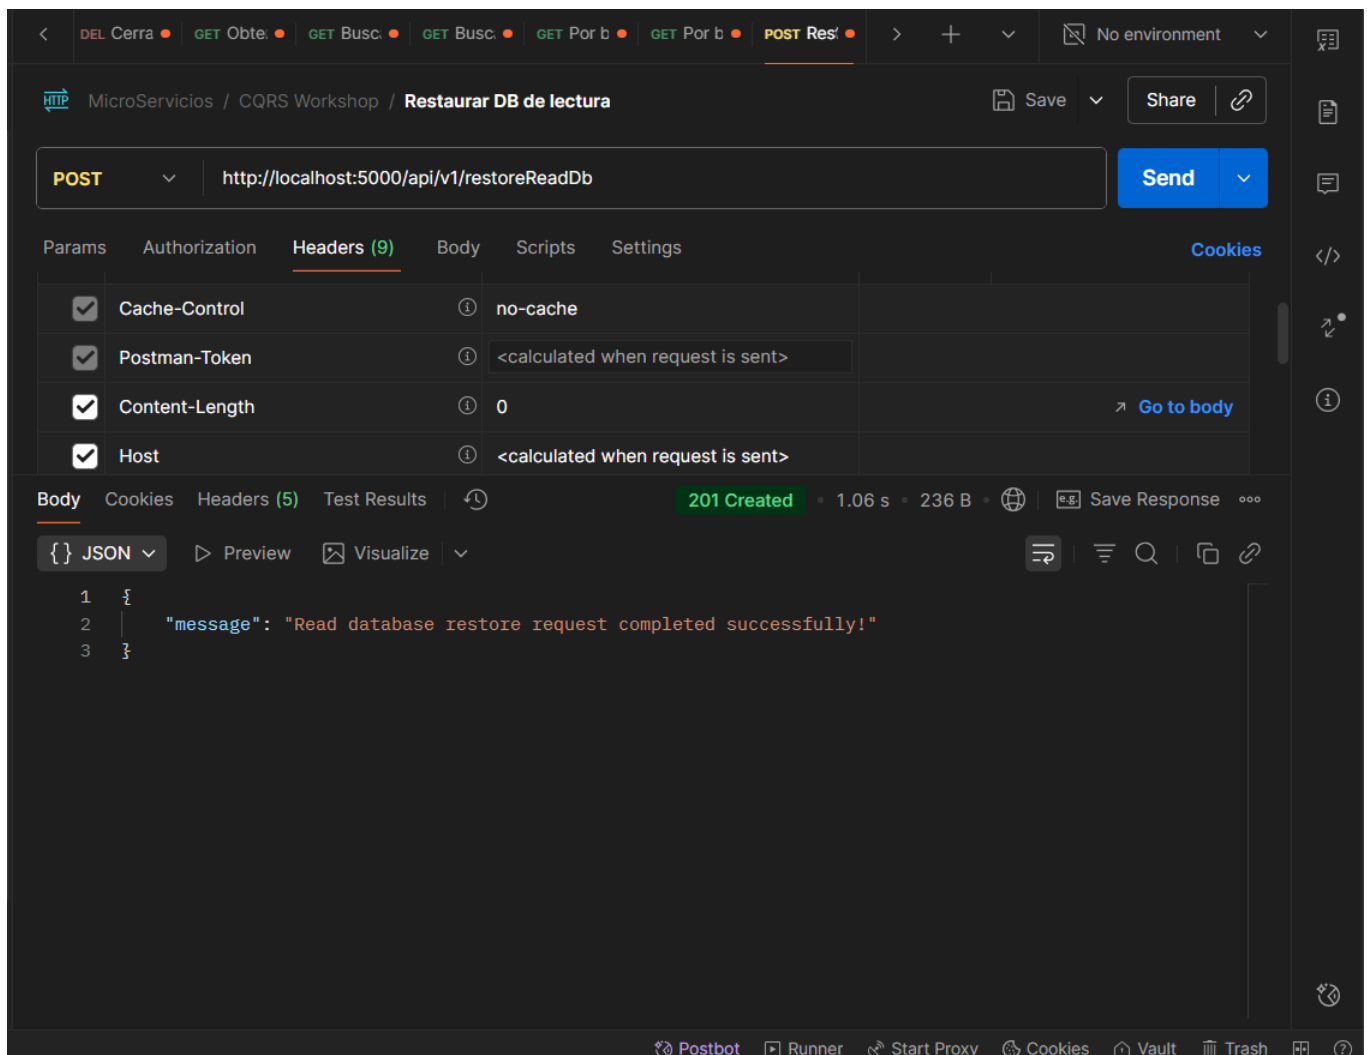 DEL Cerra GET Obte GET Busc GET Busc GET Por b GET Por b POST Res No environment
HTTP MicroServicios / CQRS Workshop / Restaurar DB de lectura Save Share
POST http://localhost:5000/api/v1/restoreReadDb Send
Params Authorization Headers (9) Body Scripts Settings Cookies
Cache-Control no-cache
Postman-Token <calculated when request is sent>
Content-Length 0 Go to body
Host <calculated when request is sent>
Body Cookies Headers (5) Test Results 201 Created • 1.06 s • 236 B • e.g. Save Response
{} JSON Preview Visualize
1 {
2 "message": "Read database restore request completed successfully!"
3 }
Postbot Runner Start Proxy Cookies Vault Trash